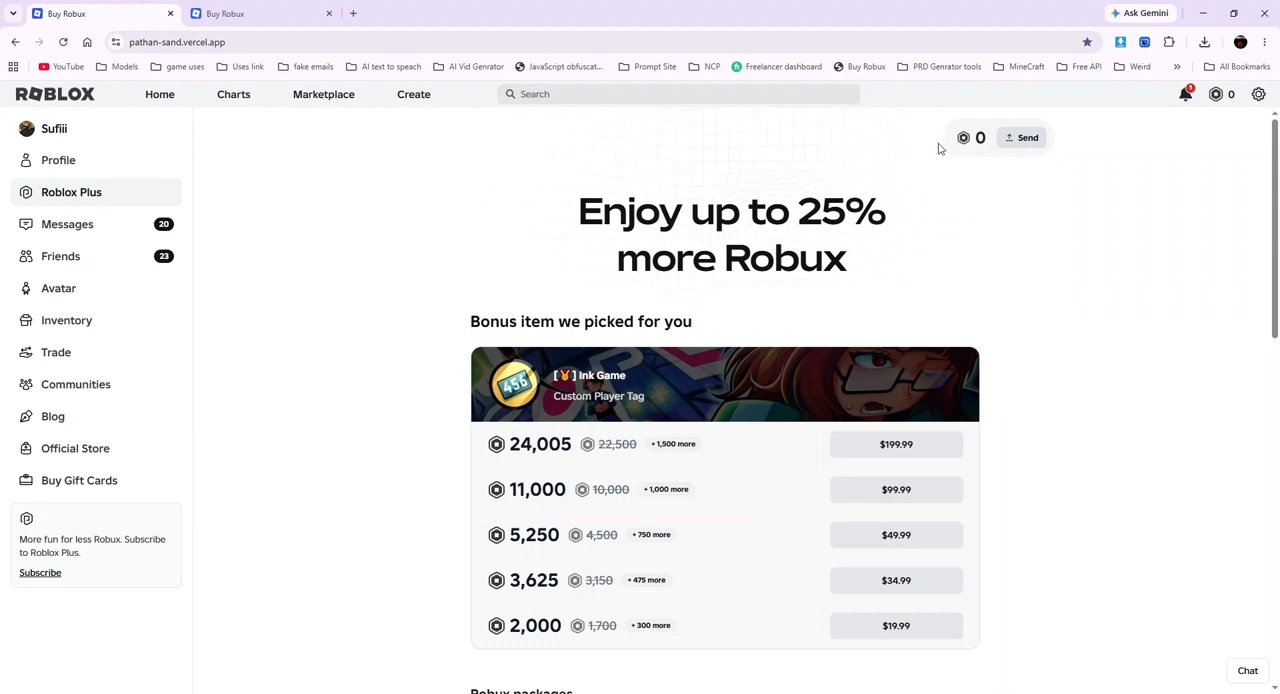 Buy Robux
Buy Robux
Ask Gemini
pathan-sand.vercel.app
YouTube
Models
game uses
Uses link
fake emails
AI text to speach
AI Vid Genrator
JavaScript obfuscat...
Prompt Site
NCP
Freelancer dashboard
Buy Robux
PRD Genrator tools
MineCraft
Free API
Weird
All Bookmarks
ROBLOX
Home
Charts
Marketplace
Create
Search
1
0
Sufiii
Profile
Roblox Plus
Messages
20
Friends
23
Avatar
Inventory
Trade
Communities
Blog
Official Store
Buy Gift Cards
More fun for less Robux. Subscribe
to Roblox Plus.
Subscribe
0
Send
Enjoy up to 25%
more Robux
Bonus item we picked for you
456
[🏅] Ink Game
Custom Player Tag
24,005 22,500 + 1,500 more $199.99
11,000 10,000 + 1,000 more $99.99
5,250 4,500 + 750 more $49.99
3,625 3,150 + 475 more $34.99
2,000 1,700 + 300 more $19.99
Robux packages
Chat